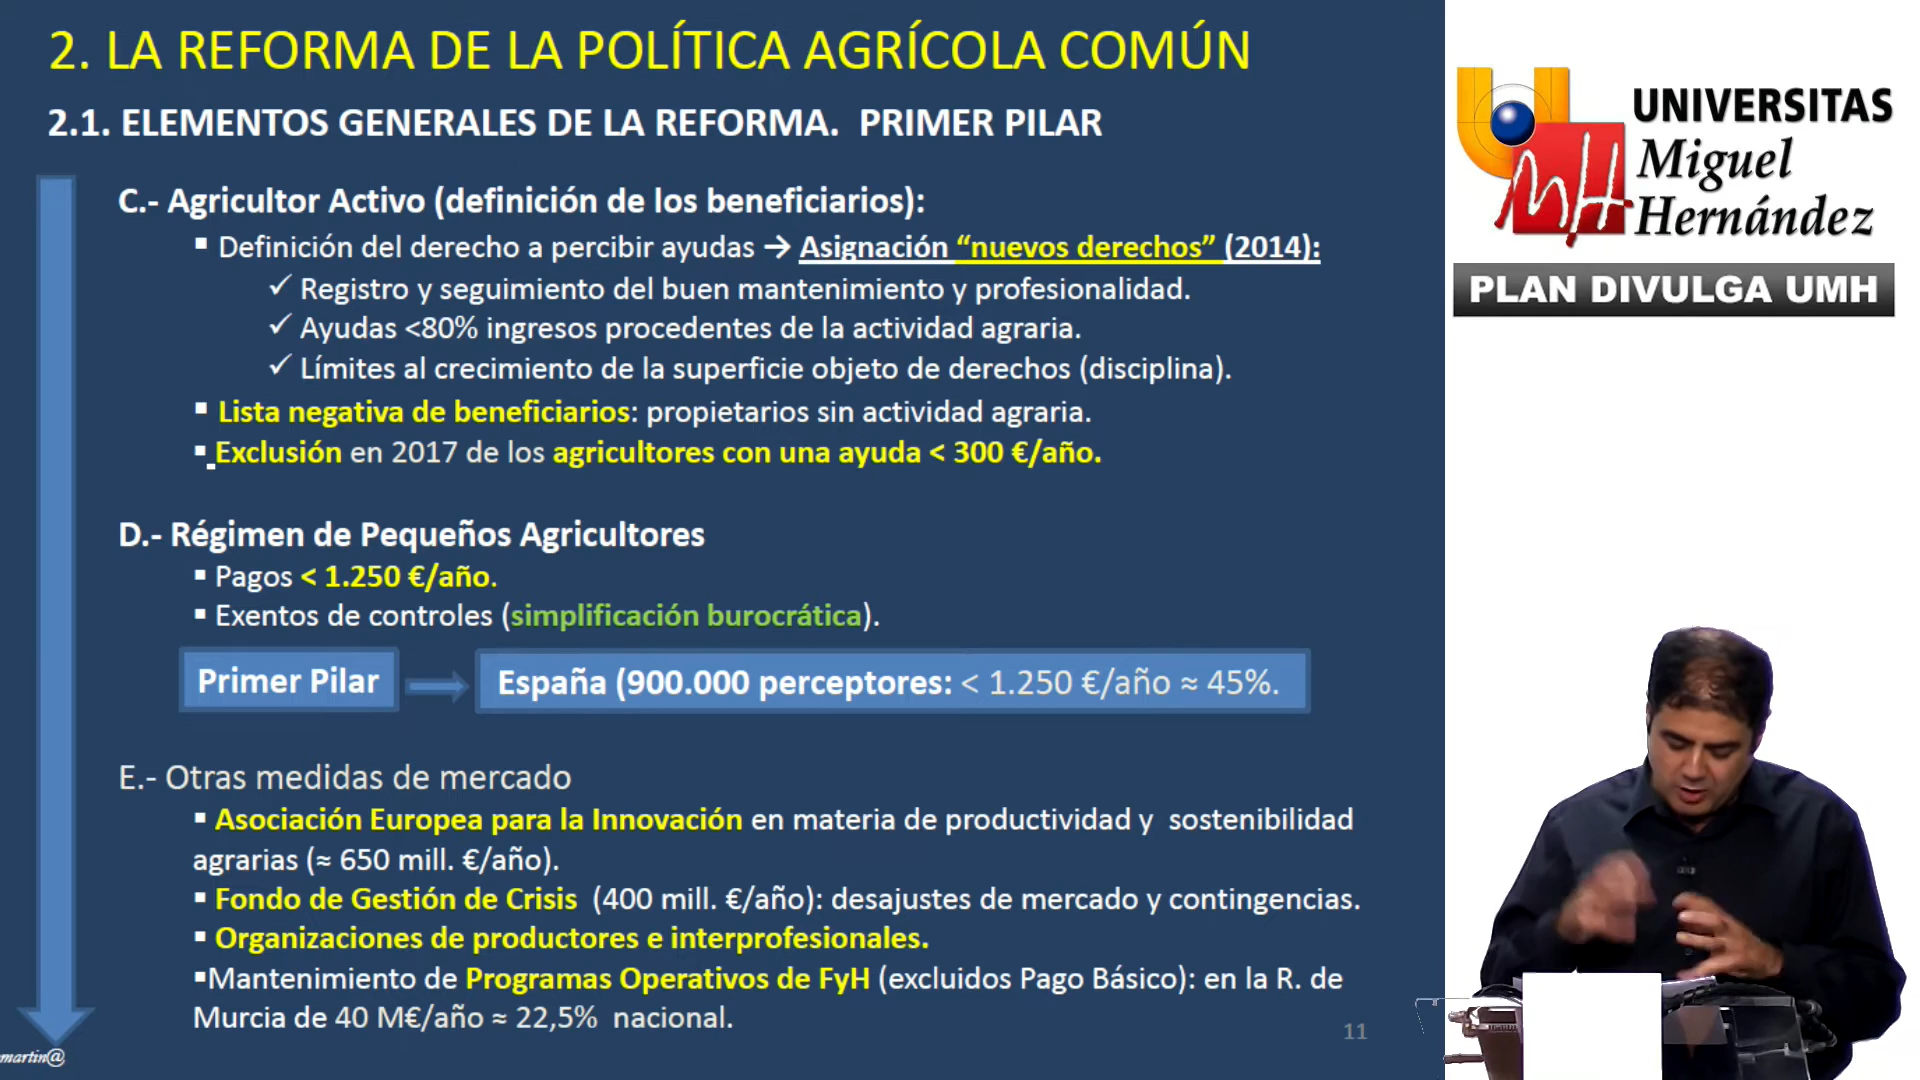 2. LA REFORMA DE LA POLÍTICA AGRÍCOLA COMÚN
2.1. ELEMENTOS GENERALES DE LA REFORMA. PRIMER PILAR
C.- Agricultor Activo (definición de los beneficiarios):
▪ Definición del derecho a percibir ayudas → Asignación “nuevos derechos” (2014):
✓ Registro y seguimiento del buen mantenimiento y profesionalidad.
✓ Ayudas <80% ingresos procedentes de la actividad agraria.
✓ Límites al crecimiento de la superficie objeto de derechos (disciplina).
▪ Lista negativa de beneficiarios: propietarios sin actividad agraria.
▪ Exclusión en 2017 de los agricultores con una ayuda < 300 €/año.
D.- Régimen de Pequeños Agricultores
▪ Pagos < 1.250 €/año.
▪ Exentos de controles (simplificación burocrática).
Primer Pilar
España (900.000 perceptores: < 1.250 €/año ≈ 45%.
E.- Otras medidas de mercado
▪ Asociación Europea para la Innovación en materia de productividad y sostenibilidad
agrarias (≈ 650 mill. €/año).
▪ Fondo de Gestión de Crisis (400 mill. €/año): desajustes de mercado y contingencias.
▪ Organizaciones de productores e interprofesionales.
▪Mantenimiento de Programas Operativos de FyH (excluidos Pago Básico): en la R. de
Murcia de 40 M€/año ≈ 22,5% nacional.
11
martin@
UNIVERSITAS
Miguel
Hernández
MH
PLAN DIVULGA UMH